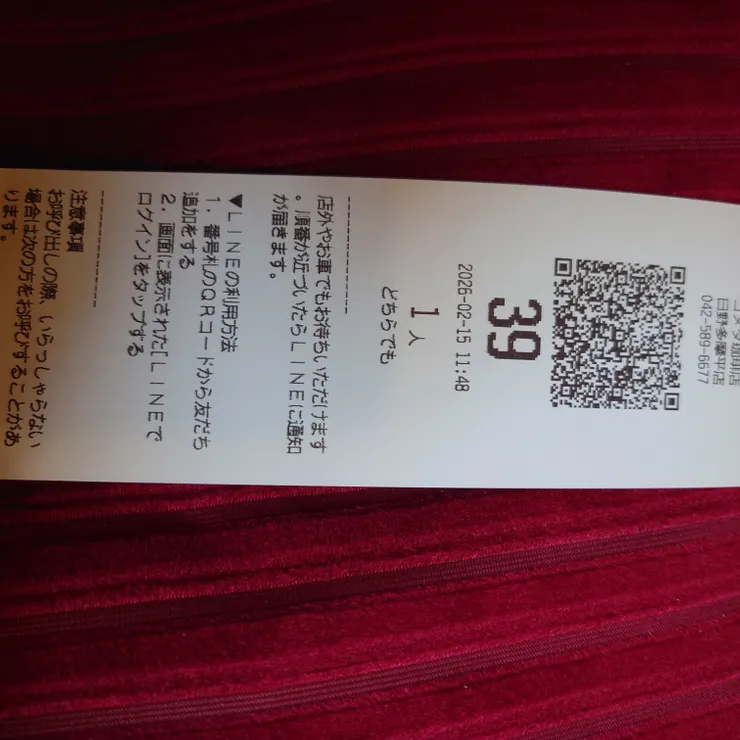 コメダ珈琲店
日野多摩平店
042-589-6677
39
2026-02-15 11:48
1人
どちらでも
店外やお車でもお待ちいただけます
。順番が近づいたらLINEに通知
が届きます。
▼LINEの利用方法
1. 番号札のQRコードから友だち
追加をする
2. 画面に表示された[LINEで
ログイン]をタップする
注意事項
お呼び出しの際、いらっしゃらない
場合は次の方をお呼びすることがあ
ります。